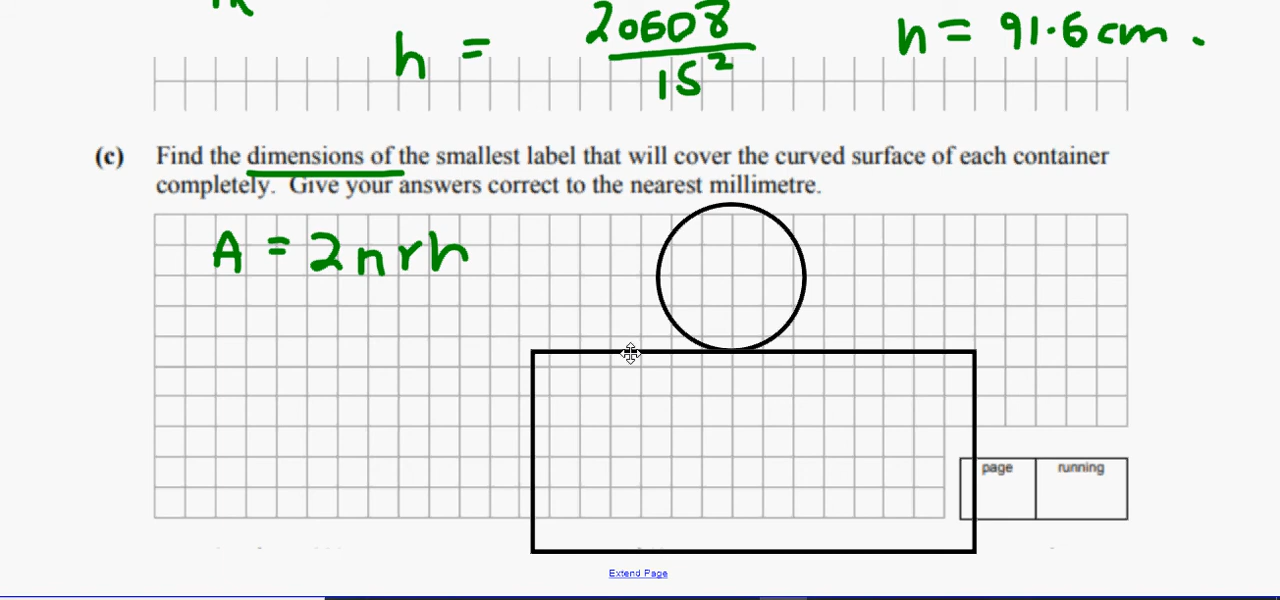 h = 20608 / 15²
h = 91.6 cm.
(c) Find the dimensions of the smallest label that will cover the curved surface of each container
completely. Give your answers correct to the nearest millimetre.
A = 2πrh
page running
Extend Page